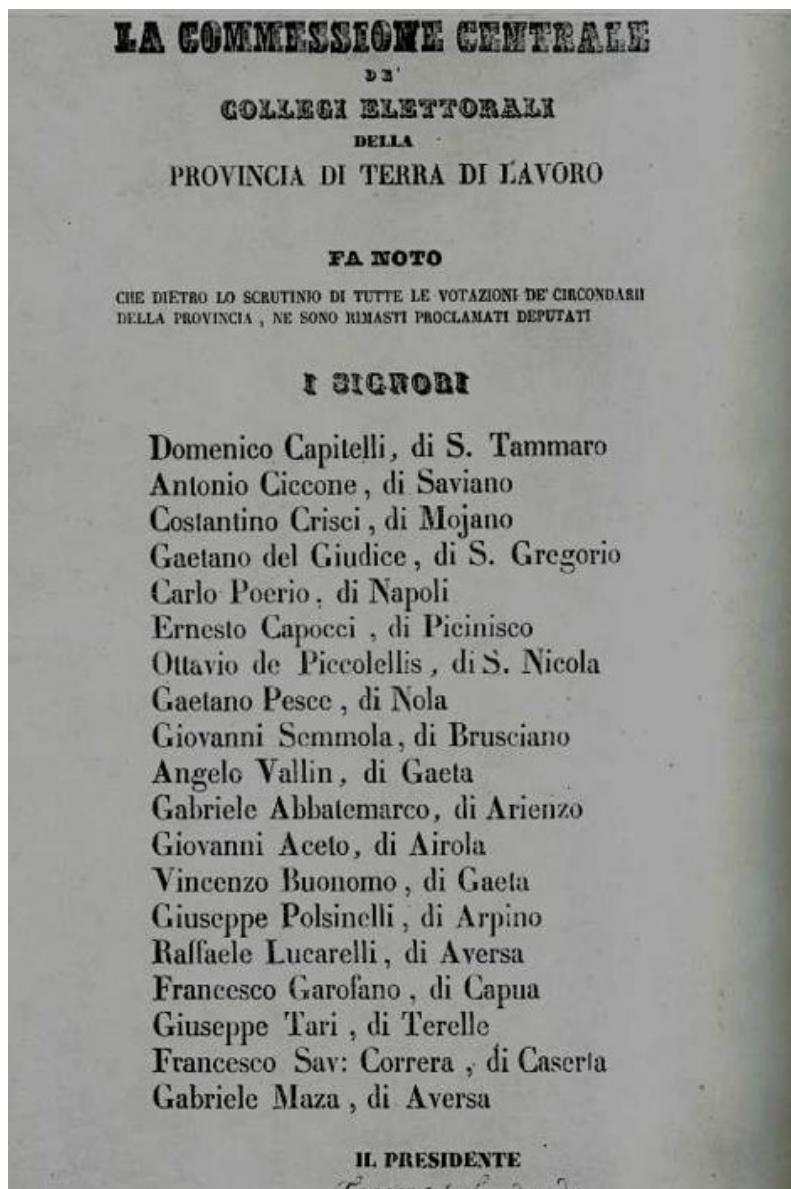 LA COMMESSIONE CENTRALE
DE'
COLLEGI ELETTORALI
DELLA
PROVINCIA DI TERRA DI LAVORO
FA NOTO
CHE DIETRO LO SCRUTINIO DI TUTTE LE VOTAZIONI DE' CIRCONDARII
DELLA PROVINCIA, NE SONO RIMASTI PROCLAMATI DEPUTATI
I SIGNORI
Domenico Capitelli, di S. Tammaro
Antonio Ciccone, di Saviano
Costantino Crisci, di Mojano
Gaetano del Giudice, di S. Gregorio
Carlo Poerio, di Napoli
Ernesto Capocci, di Picinisco
Ottavio de Piccolellis, di S. Nicola
Gaetano Pesce, di Nola
Giovanni Semmola, di Brusciano
Angelo Vallin, di Gaeta
Gabriele Abbatemarco, di Arienzo
Giovanni Aceto, di Airola
Vincenzo Buonomo, di Gaeta
Giuseppe Polsinelli, di Arpino
Raffaele Lucarelli, di Aversa
Francesco Garofano, di Capua
Giuseppe Tari, di Terelle
Francesco Sav: Correra, di Caserta
Gabriele Maza, di Aversa
IL PRESIDENTE